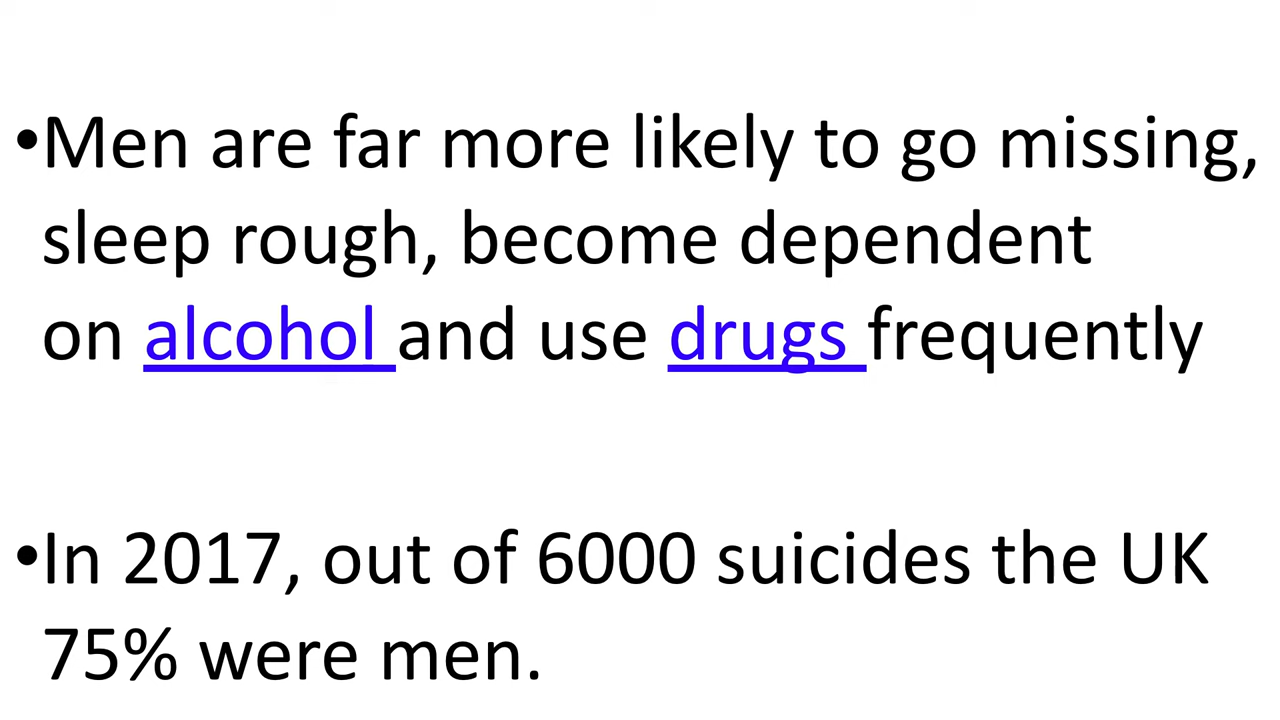 •Men are far more likely to go missing,
sleep rough, become dependent
on alcohol and use drugs frequently
•In 2017, out of 6000 suicides the UK
75% were men.